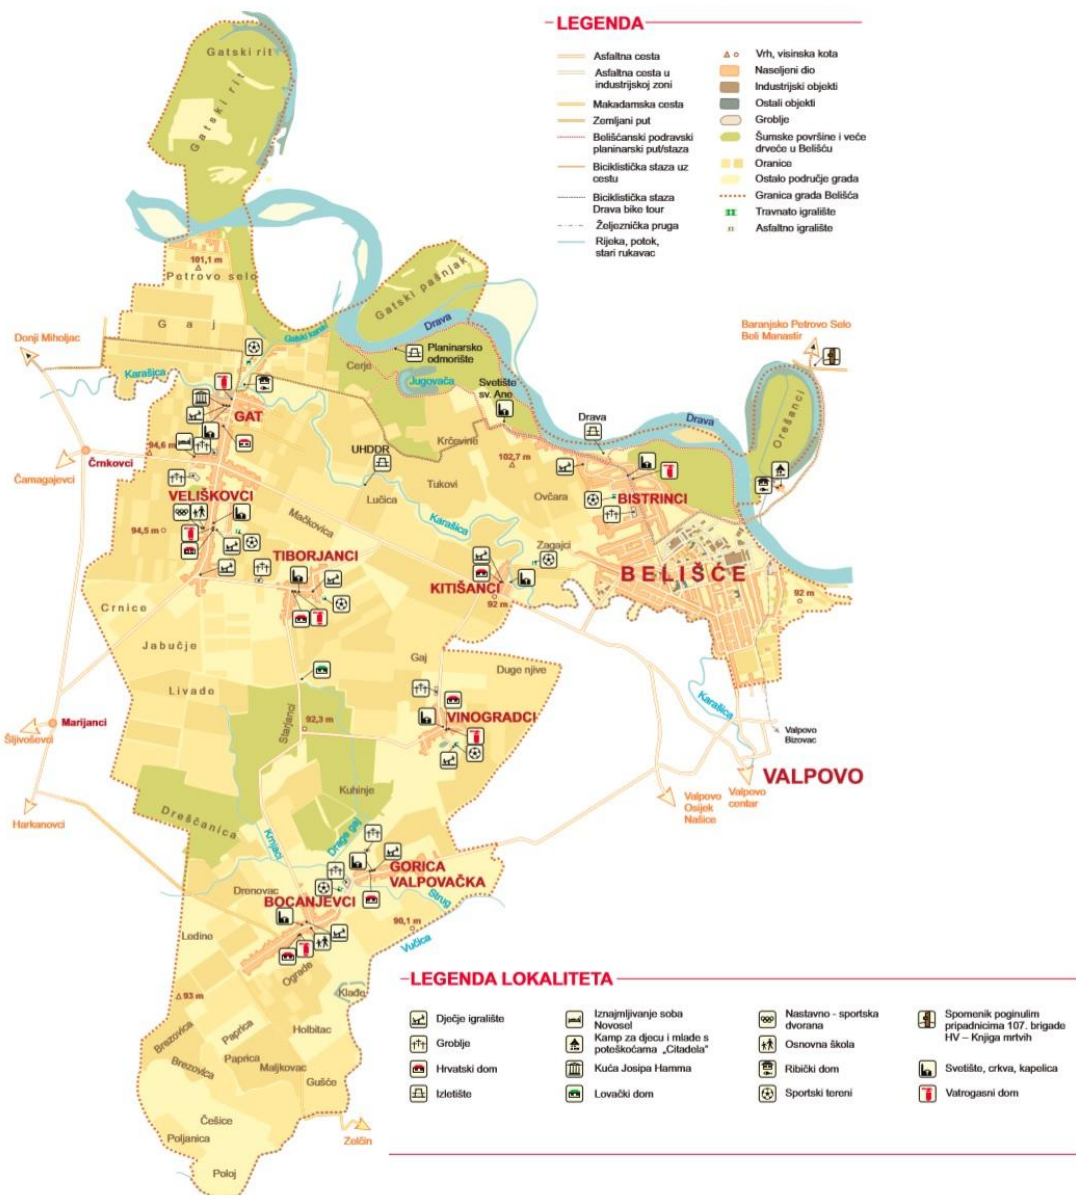 LEGENDA
Asfaltna cesta
Asfaltna cesta u
industrijskoj zoni
Makadamska cesta
Zemljani put
Belišćanski podravski
planinarski put/staza
Biciklistička staza uz
cestu
Biciklistička staza
Drava bike tour
Željeznička pruga
Rijeka, potok,
stari rukavac
Vrh, visinska kota
Naseljeni dio
Industrijski objekti
Ostali objekti
Groblje
Šumske površine i veće
drveće u Belišću
Oranice
Ostalo područje grada
Granica grada Belišća
Travnato igralište
Asfaltno igralište
Gatski rit
Gatski rit
101,1 m
Petrovo selo
Gatski pašnjak
Gaj
Gatski kanal
Drava
Donji Miholjac
Baranjsko Petrovo Selo
Beli Manastir
Planinarsko
odmorište
Cerje
Karašica
Jugovača
Svetište
sv. Ane
Drava
Drava
Orešanci
GAT
Krčevine
94,6 m
UHDDR
102,7 m
Črnkovci
Čamagajevci
Tukovi
Ovčara
BISTRINCI
VELIŠKOVCI
Lučica
Mačkovica
Karašica
94,5 m
Zagajci
TIBORJANCI
BELIŠĆE
KITIŠANCI
92 m
92 m
Crnice
Jabučje
Gaj
Duge njive
Livade
Karašica
Starjanci
92,3 m
VINOGRADCI
Marijanci
Šljivoševci
Valpovo
Bizovac
VALPOVO
Kuhinje
Valpovo
centar
Valpovo
Osijek
Našice
Harkanovci
Dreščanica
Krnjacj
Draga gaj
GORICA
VALPOVAČKA
Drenovac
BOCANJEVCI
Strug
90,1 m
Vučica
Ledine
Ograde
Klađe
93 m
Holbitac
Brezovica
Paprica
Paprica
Maljkovac
Brezovica
Gušće
Češice
Poljanica
Zelčin
Poloj
LEGENDA LOKALITETA
Dječje igralište
Groblje
Hrvatski dom
Izletište
Iznajmljivanje soba
Novosel
Kamp za djecu i mlade s
poteškoćama „Citadela"
Kuća Josipa Hamma
Lovački dom
Nastavno - sportska
dvorana
Osnovna škola
Ribički dom
Sportski tereni
Spomenik poginulim
pripadnicima 107. brigade
HV – Knjiga mrtvih
Svetište, crkva, kapelica
Vatrogasni dom